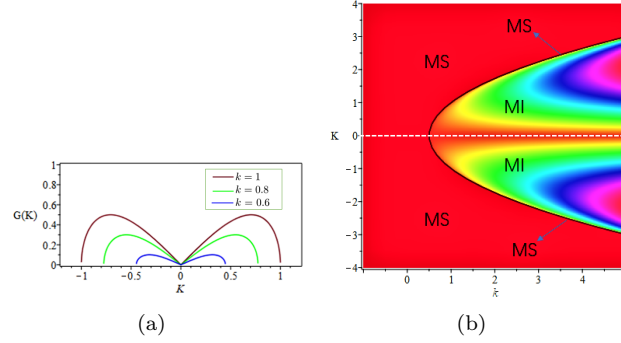 1
0.8
0.6
G(K)
0.4
0.2
0
-1
-0.5
0
0.5
1
K
k = 1
k = 0.8
k = 0.6
(a)
4
3
2
1
K 0
-1
-2
-3
-4
MS
MS
MI
MI
MS
MS
0 1 2 3 4
k
(b)